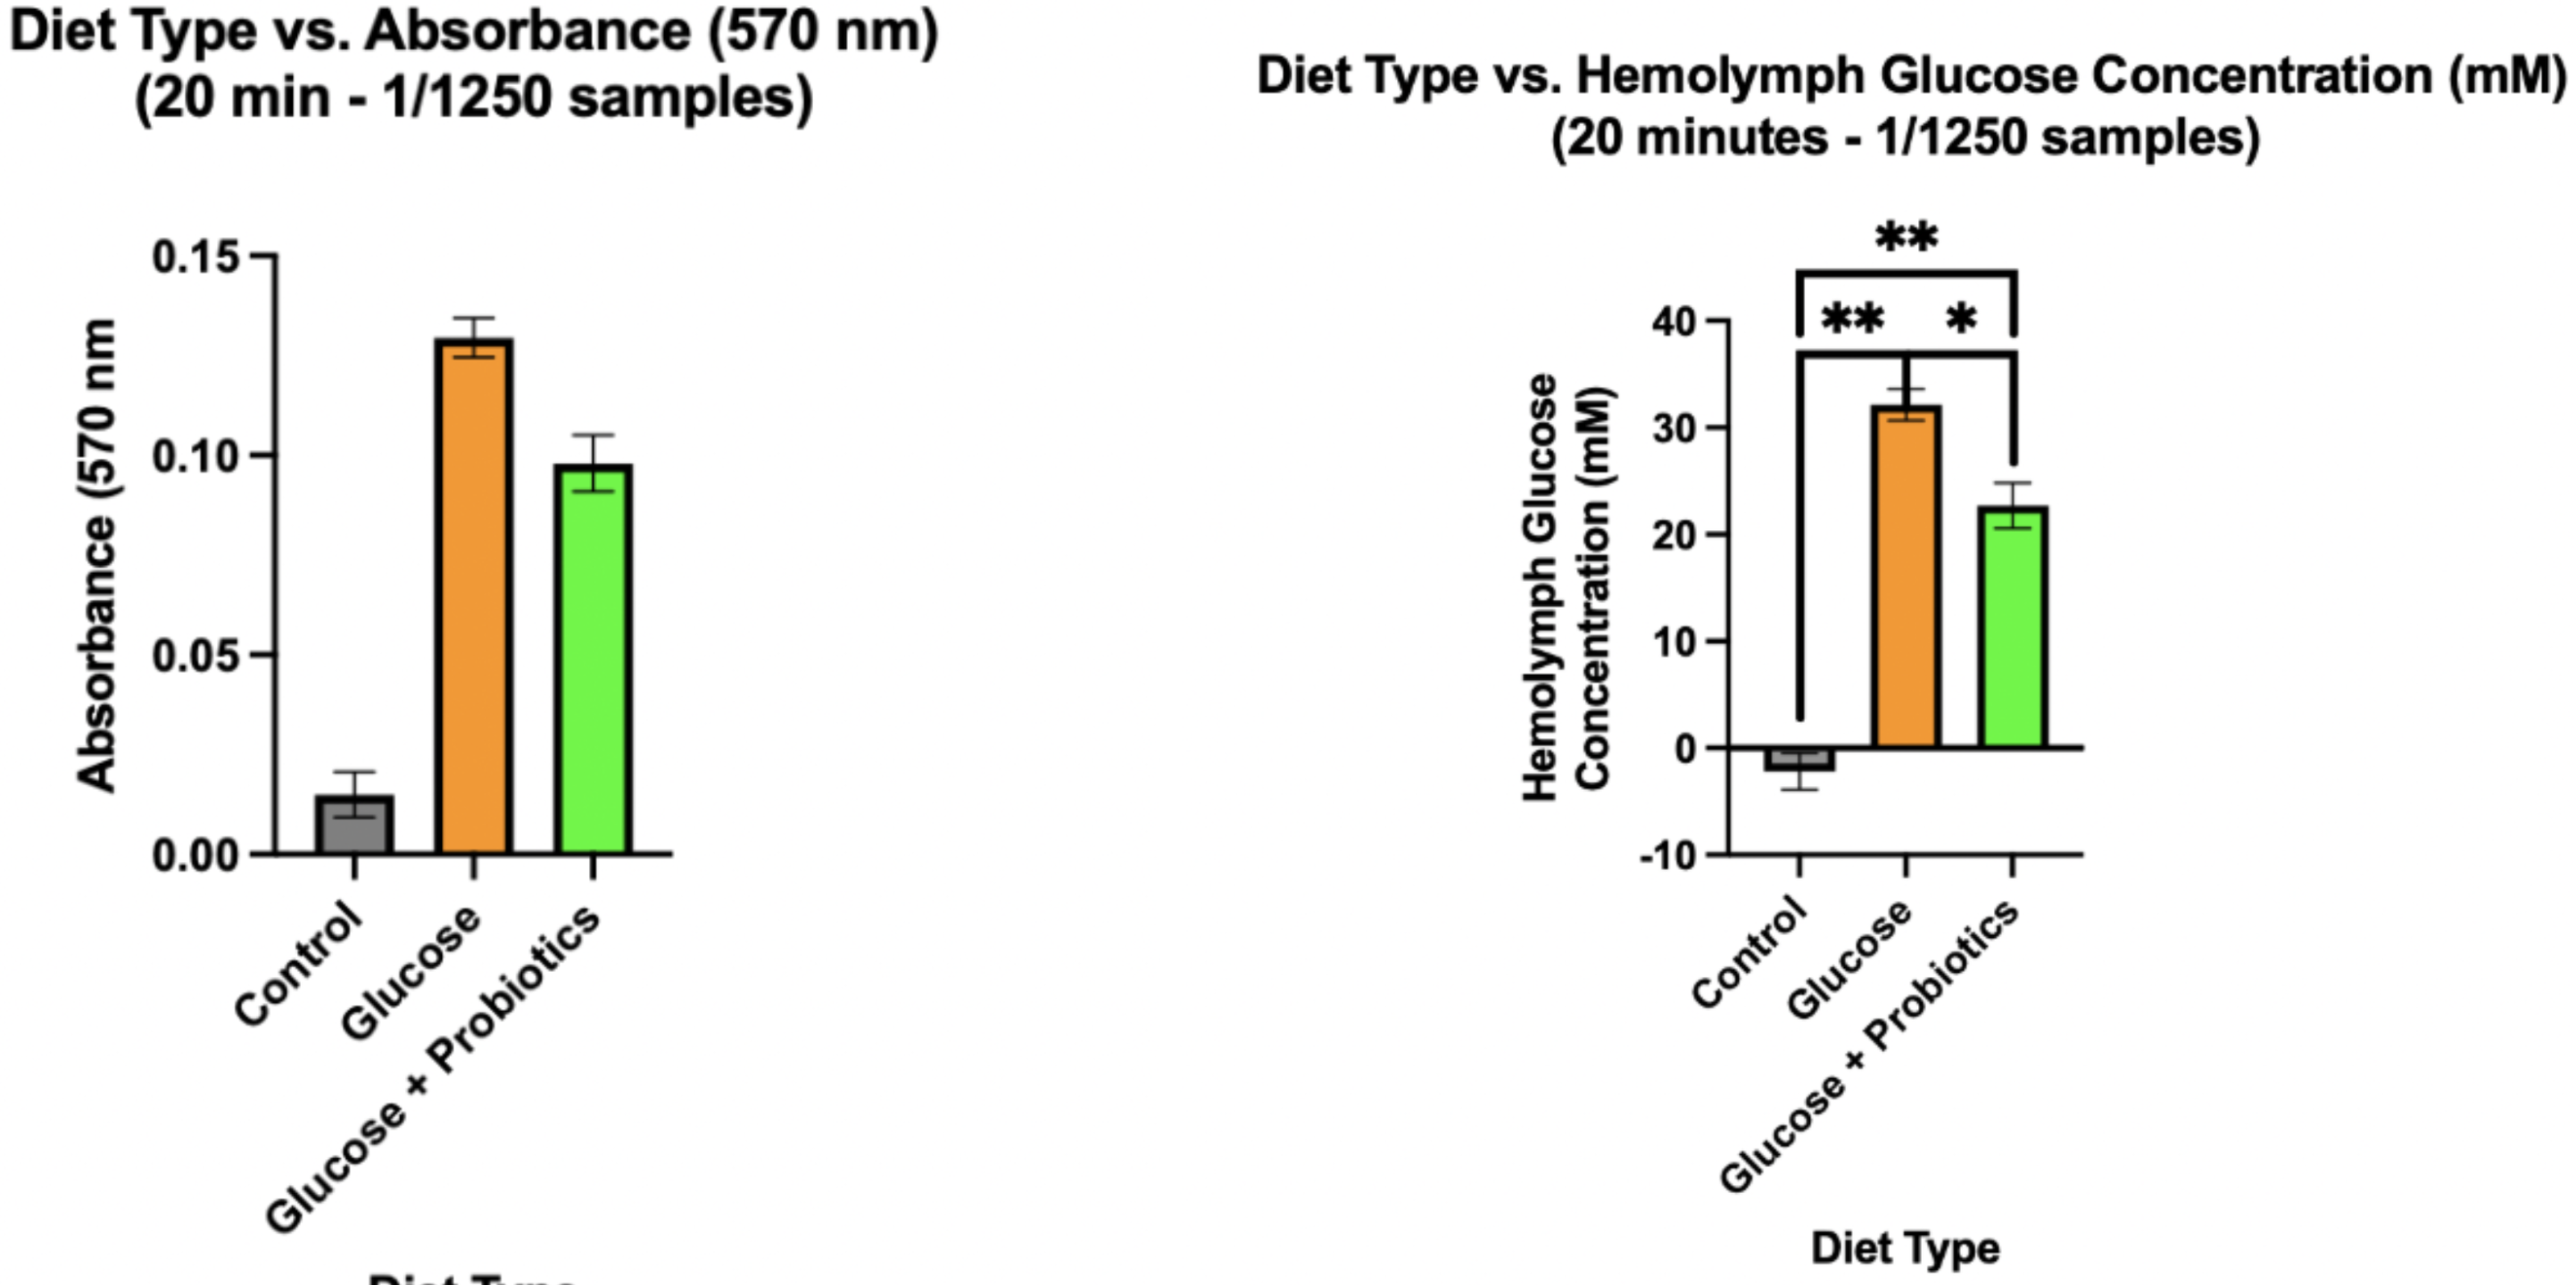 Diet Type vs. Absorbance (570 nm)
(20 min - 1/1250 samples)
Absorbance (570 nm
0.15
0.10
0.05
0.00
Control
Glucose
Glucose + Probiotics
Diet Type
Diet Type vs. Hemolymph Glucose Concentration (mM)
(20 minutes - 1/1250 samples)
Hemolymph Glucose
Concentration (mM)
**
** *
40
30
20
10
0
-10
Control
Glucose
Glucose + Probiotics
Diet Type